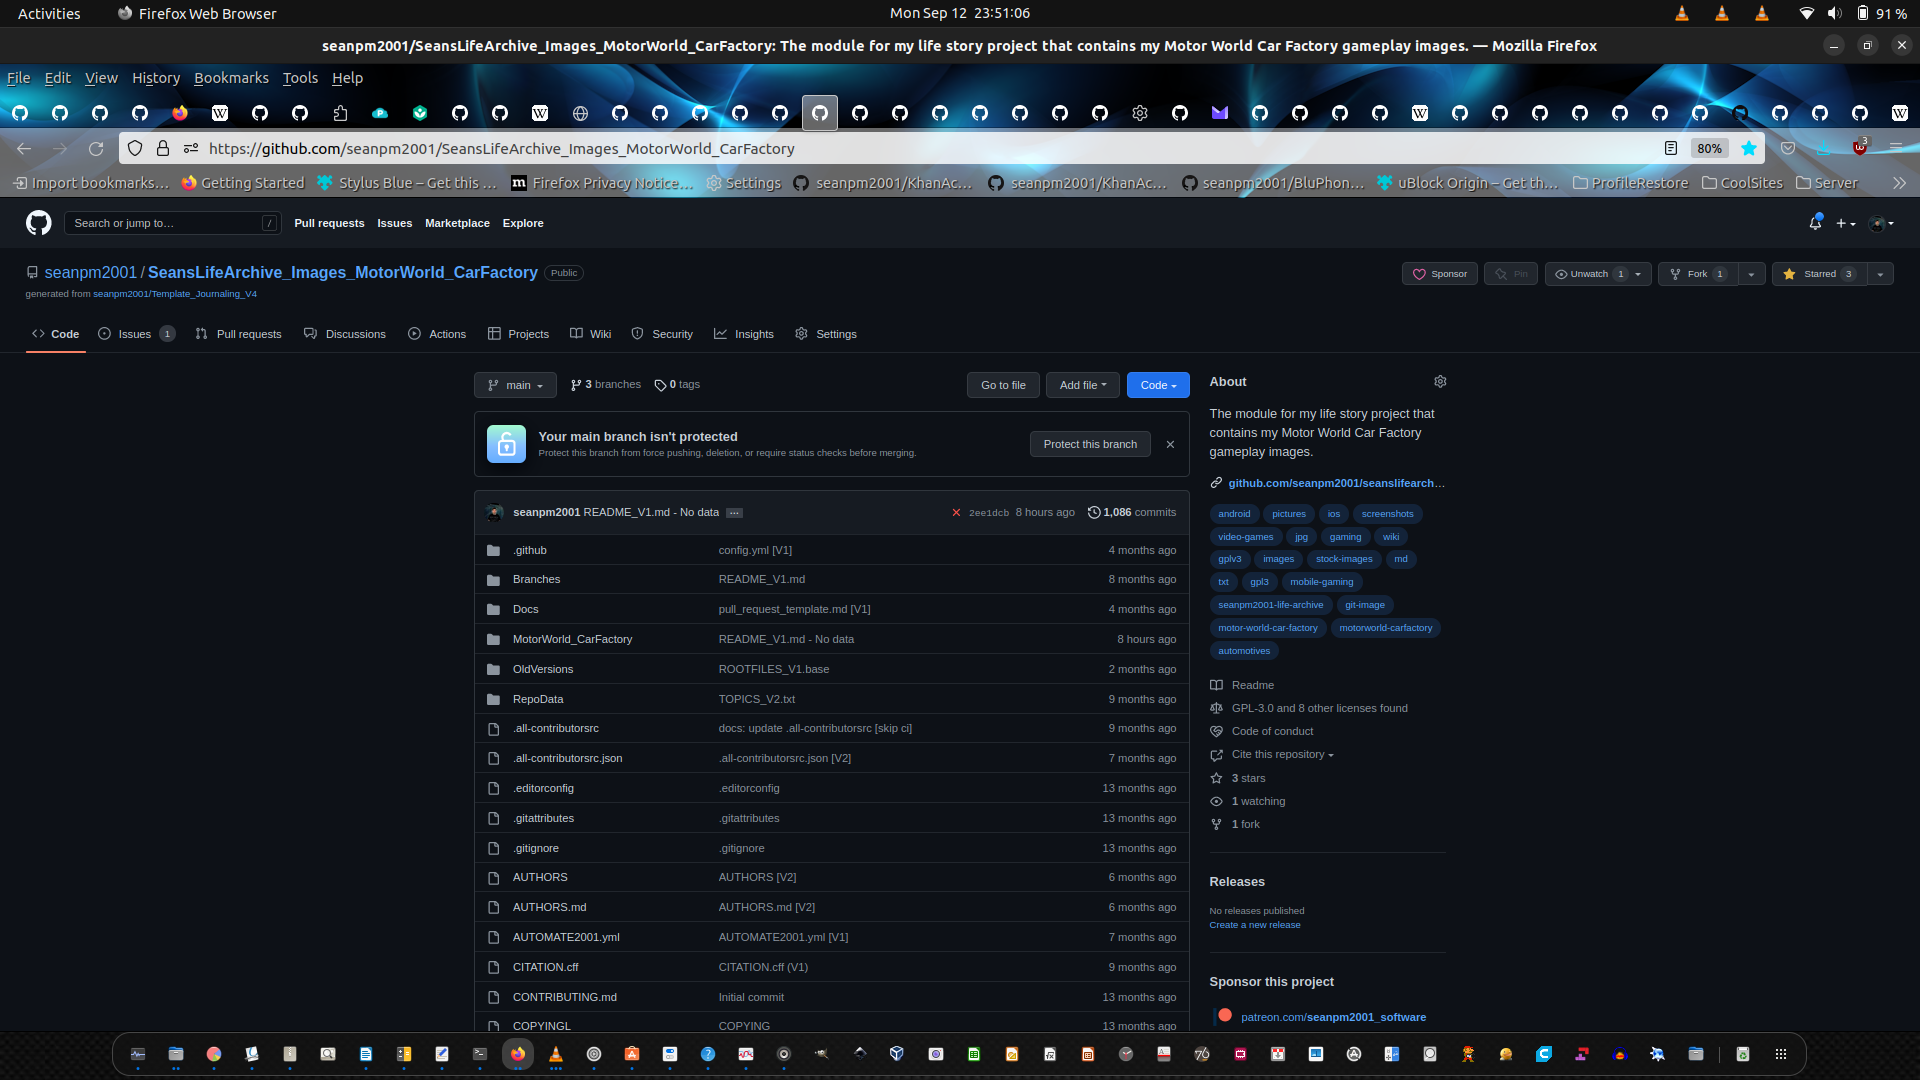 Activities
Firefox Web Browser
Mon Sep 12 23:51:06
91 %
seanpm2001/SeansLifeArchive_Images_MotorWorld_CarFactory: The module for my life story project that contains my Motor World Car Factory gameplay images. — Mozilla Firefox
File Edit View History Bookmarks Tools Help
https://github.com/seanpm2001/SeansLifeArchive_Images_MotorWorld_CarFactory
80%
3
Import bookmarks… Getting Started Stylus Blue – Get this … Firefox Privacy Notice… Settings seanpm2001/KhanAc… seanpm2001/KhanAc… seanpm2001/BluPhon… uBlock Origin – Get th… ProfileRestore CoolSites Server
Search or jump to… /
Pull requests Issues Marketplace Explore
seanpm2001 / SeansLifeArchive_Images_MotorWorld_CarFactory Public
Sponsor Pin Unwatch 1 Fork 1 Starred 3
generated from seanpm2001/Template_Journaling_V4
Code Issues 1 Pull requests Discussions Actions Projects Wiki Security Insights Settings
main 3 branches 0 tags Go to file Add file Code
Your main branch isn't protected
Protect this branch from force pushing, deletion, or require status checks before merging.
Protect this branch
seanpm2001 README_V1.md - No data … 2ee1dcb 8 hours ago 1,086 commits
.github config.yml [V1] 4 months ago
Branches README_V1.md 8 months ago
Docs pull_request_template.md [V1] 4 months ago
MotorWorld_CarFactory README_V1.md - No data 8 hours ago
OldVersions ROOTFILES_V1.base 2 months ago
RepoData TOPICS_V2.txt 9 months ago
.all-contributorsrc docs: update .all-contributorsrc [skip ci] 9 months ago
.all-contributorsrc.json .all-contributorsrc.json [V2] 7 months ago
.editorconfig .editorconfig 13 months ago
.gitattributes .gitattributes 13 months ago
.gitignore .gitignore 13 months ago
AUTHORS AUTHORS [V2] 6 months ago
AUTHORS.md AUTHORS.md [V2] 6 months ago
AUTOMATE2001.yml AUTOMATE2001.yml [V1] 7 months ago
CITATION.cff CITATION.cff (V1) 9 months ago
CONTRIBUTING.md Initial commit 13 months ago
COPYINGL COPYING 13 months ago
About
The module for my life story project that
contains my Motor World Car Factory
gameplay images.
github.com/seanpm2001/seanslifearch…
android pictures ios screenshots
video-games jpg gaming wiki
gplv3 images stock-images md
txt gpl3 mobile-gaming
seanpm2001-life-archive git-image
motor-world-car-factory motorworld-carfactory
automotives
Readme
GPL-3.0 and 8 other licenses found
Code of conduct
Cite this repository
3 stars
1 watching
1 fork
Releases
No releases published
Create a new release
Sponsor this project
patreon.com/seanpm2001_software